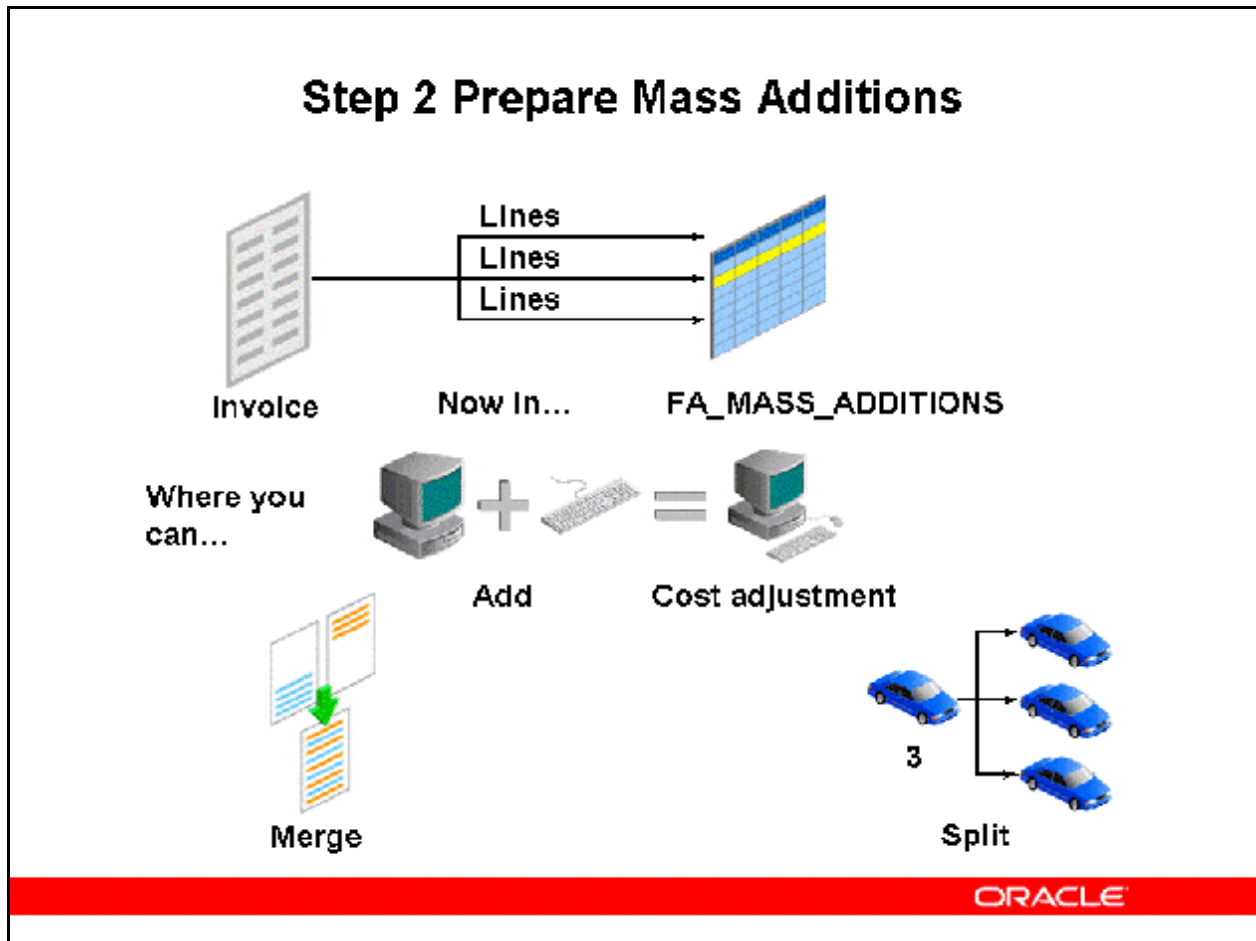 Step 2 Prepare Mass Additions
Lines
Lines
Lines
Invoice
Now in...
FA_MASS_ADDITIONS
Where you
can...
Add
Cost adjustment
3
Merge
Split
ORACLE